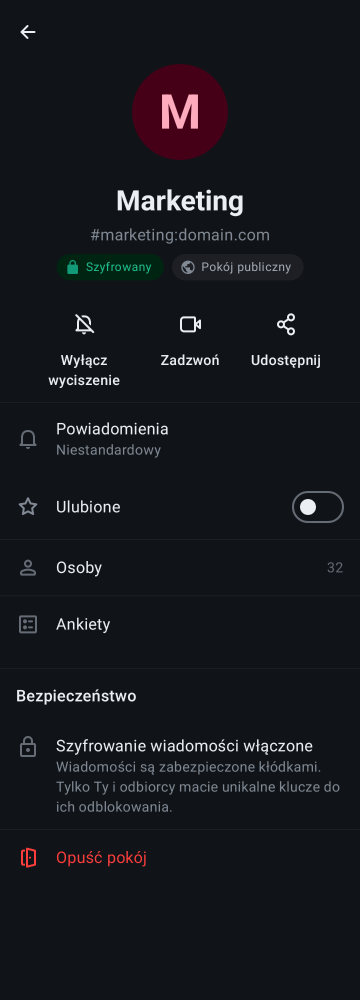 M
Marketing
#marketing:domain.com
Szyfrowany
Pokój publiczny
Wyłącz
wyciszenie
Zadzwoń
Udostępnij
Powiadomienia
Niestandardowy
Ulubione
Osoby
32
Ankiety
Bezpieczeństwo
Szyfrowanie wiadomości włączone
Wiadomości są zabezpieczone kłódkami.
Tylko Ty i odbiorcy macie unikalne klucze do
ich odblokowania.
Opuść pokój